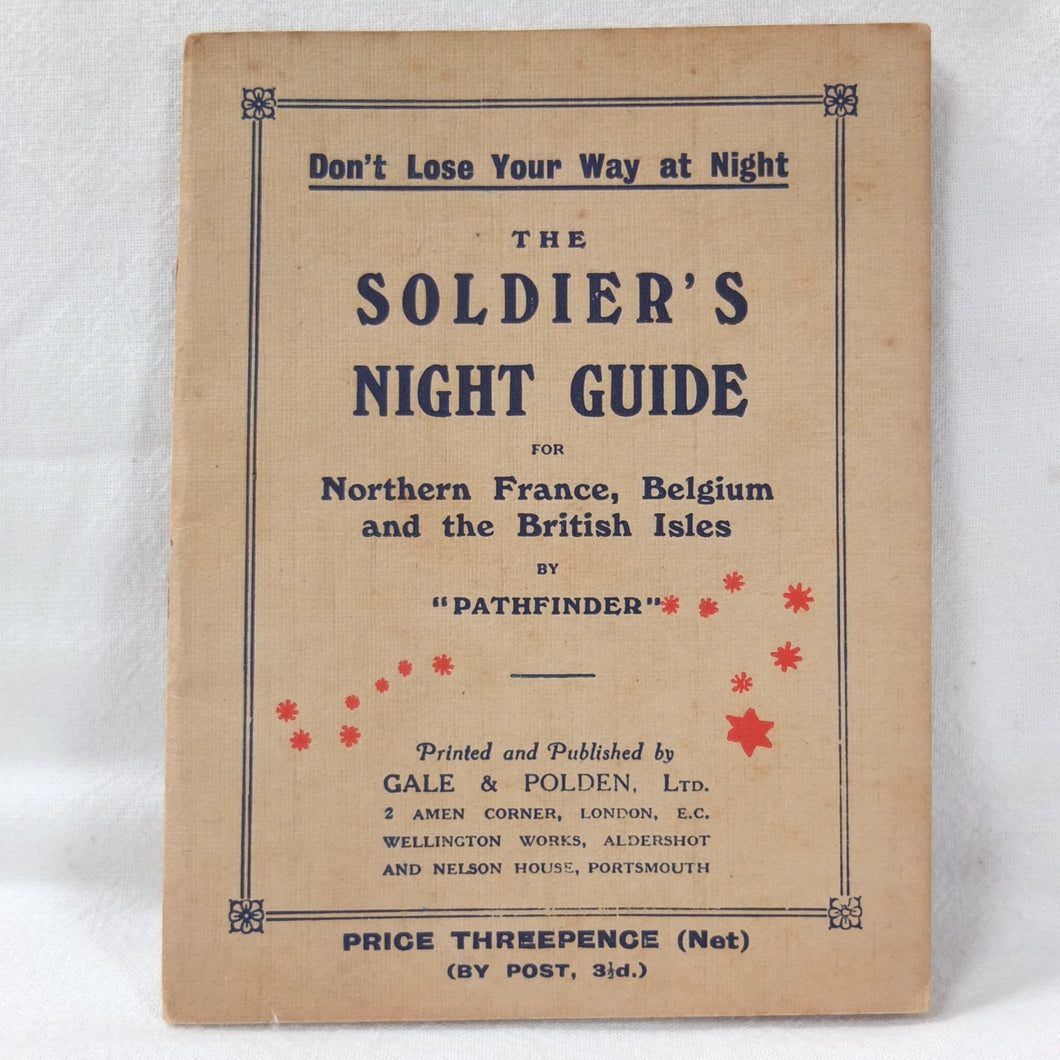 Don't Lose Your Way at Night
THE
SOLDIER'S
NIGHT GUIDE
FOR
Northern France, Belgium
and the British Isles
BY
"PATHFINDER"
Printed and Published by
GALE & POLDEN, LTD.
2 AMEN CORNER, LONDON, E.C.
WELLINGTON WORKS, ALDERSHOT
AND NELSON HOUSE, PORTSMOUTH
PRICE THREEPENCE (Net)
(BY POST, 3½d.)